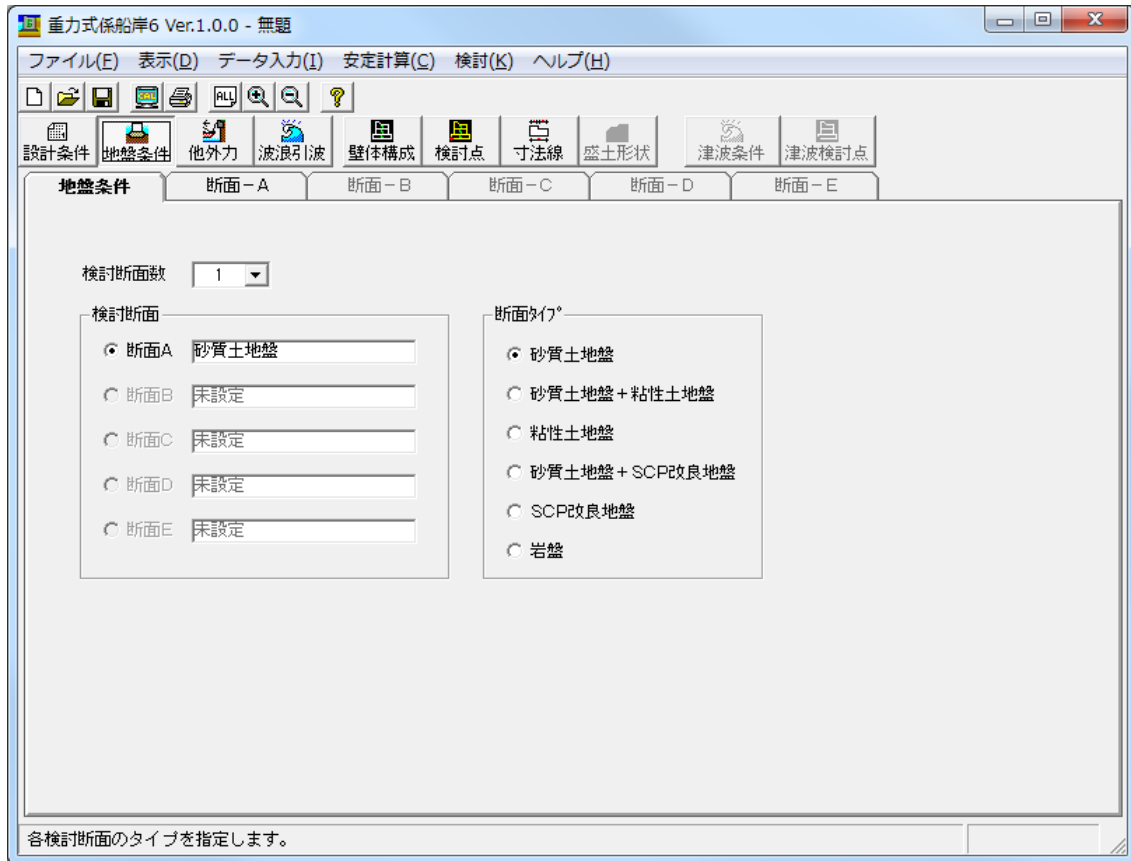 重力式係船岸6 Ver.1.0.0 - 無題
ファイル(F) 表示(D) データ入力(I) 安定計算(C) 検討(K) ヘルプ(H)
CAL ALL ?
設計条件 地盤条件 他外力 波浪引波 壁体構成 検討点 寸法線 盛土形状 津波条件 津波検討点
地盤条件 断面－A 断面－B 断面－C 断面－D 断面－E
検討断面数 1
検討断面 断面ﾀｲﾌﾟ
断面A 砂質土地盤 砂質土地盤
断面B 未設定 砂質土地盤＋粘性土地盤
断面C 未設定 粘性土地盤
断面D 未設定 砂質土地盤＋SCP改良地盤
断面E 未設定 SCP改良地盤
岩盤
各検討断面のタイプを指定します。